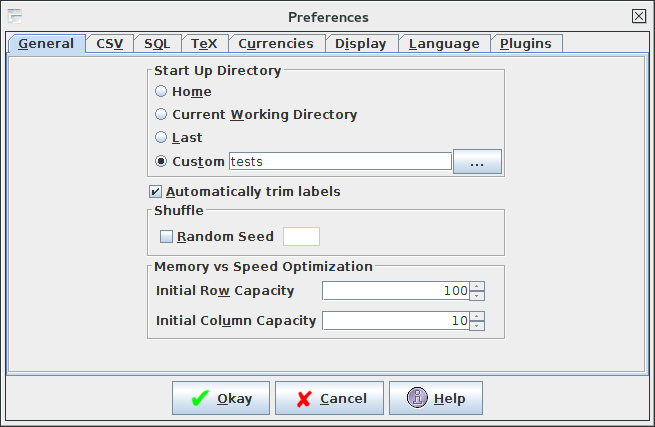 Preferences
General CSV SQL TeX Currencies Display Language Plugins
Start Up Directory
Home
Current Working Directory
Last
Custom tests ...
Automatically trim labels
Shuffle
Random Seed
Memory vs Speed Optimization
Initial Row Capacity 100
Initial Column Capacity 10
Okay Cancel Help